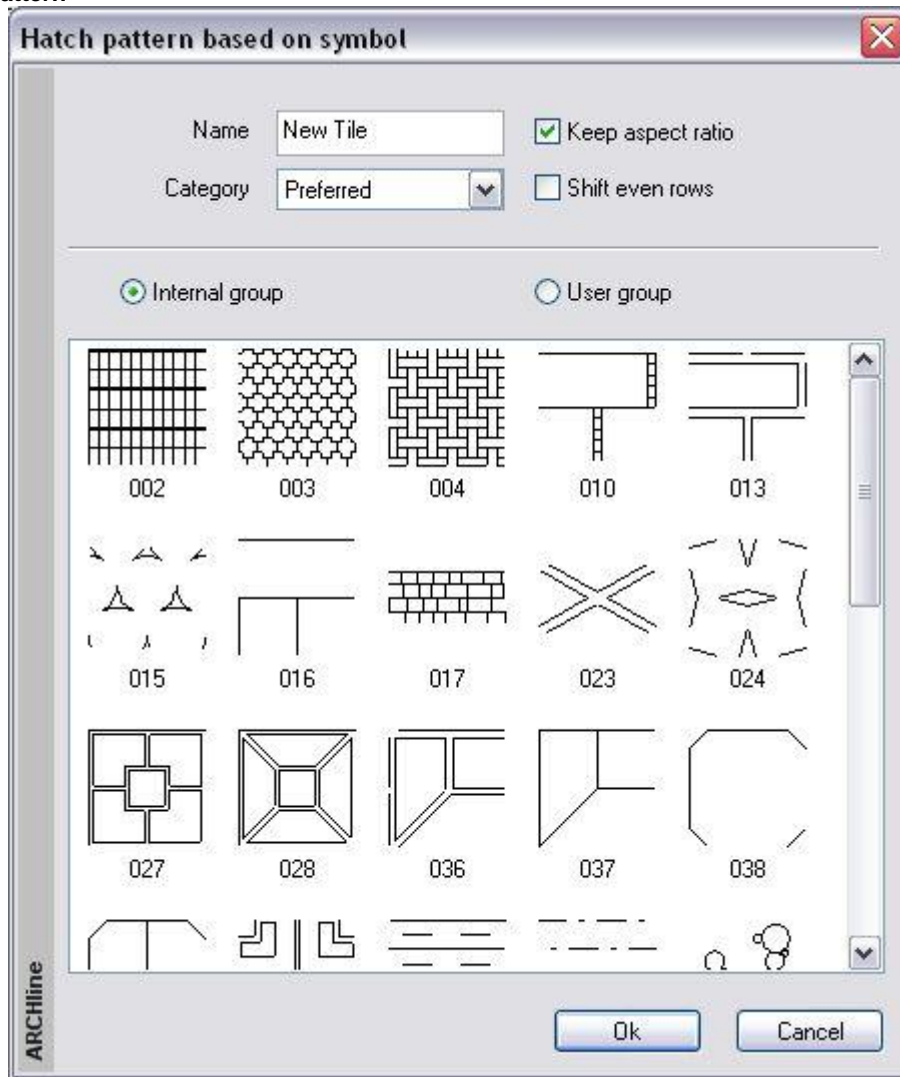 Hatch pattern based on symbol
Name New Tile Keep aspect ratio
Category Preferred Shift even rows
Internal group User group
002 003 004 010 013
015 016 017 023 024
027 028 036 037 038
ARCHline
Ok Cancel